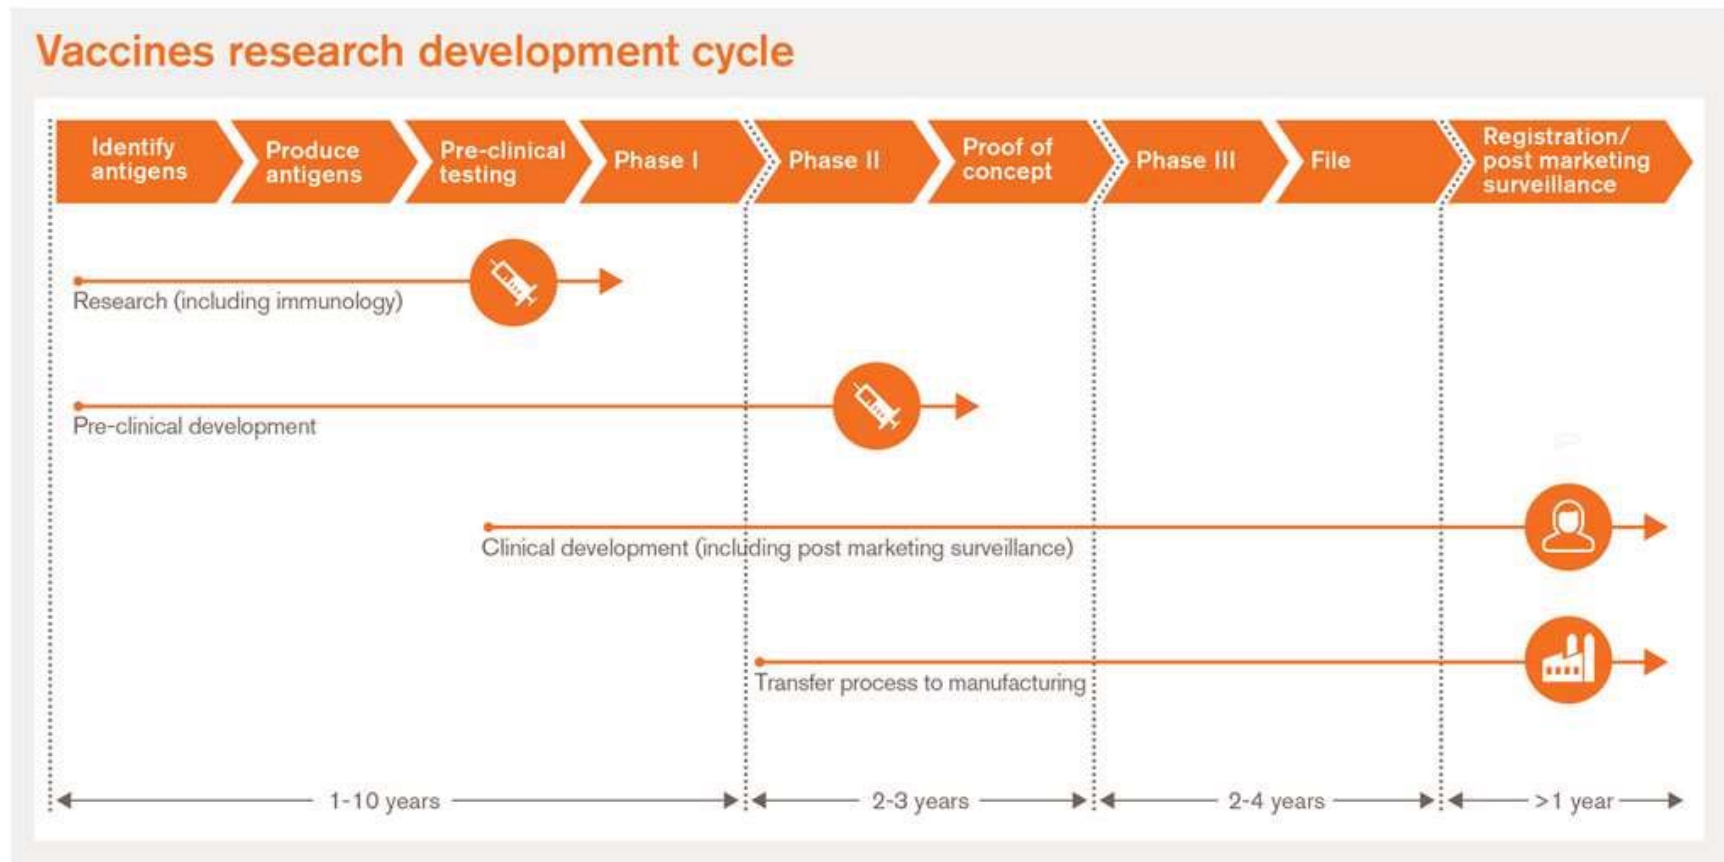 Vaccines research development cycle
Identify
antigens
Produce
antigens
Pre-clinical
testing
Phase I
Phase II
Proof of
concept
Phase III
File
Registration/
post marketing
surveillance
Research (including immunology)
Pre-clinical development
Clinical development (including post marketing surveillance)
Transfer process to manufacturing
1-10 years
2-3 years
2-4 years
>1 year